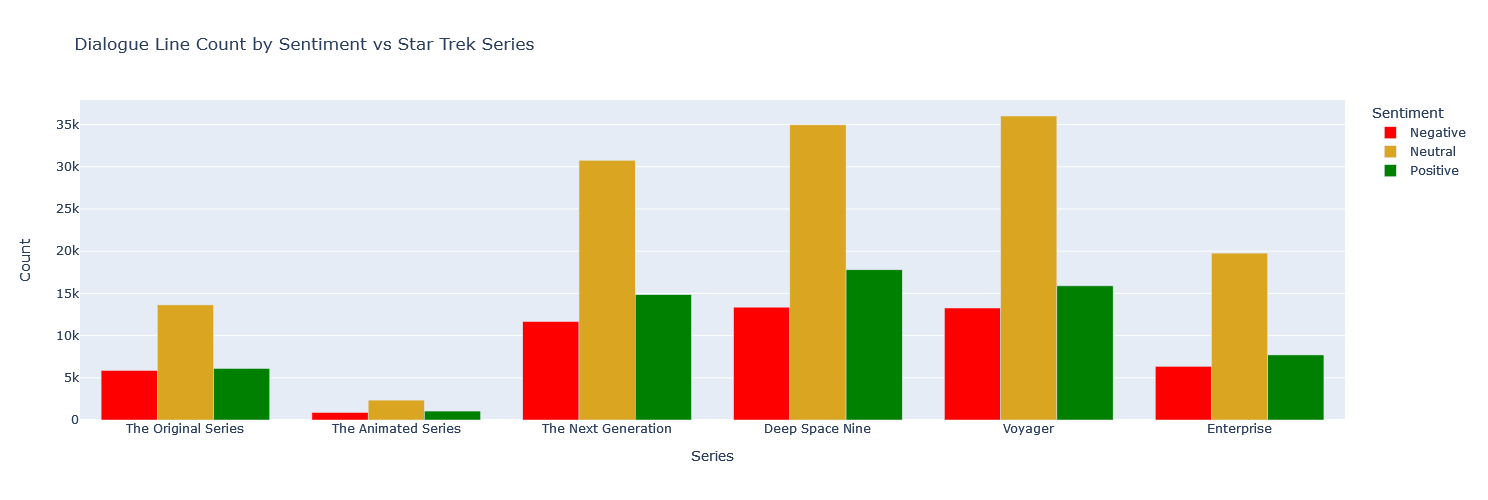 Dialogue Line Count by Sentiment vs Star Trek Series
Sentiment
Negative
Neutral
Positive
35k
30k
25k
20k
15k
10k
5k
0
Count
The Original Series
The Animated Series
The Next Generation
Deep Space Nine
Voyager
Enterprise
Series